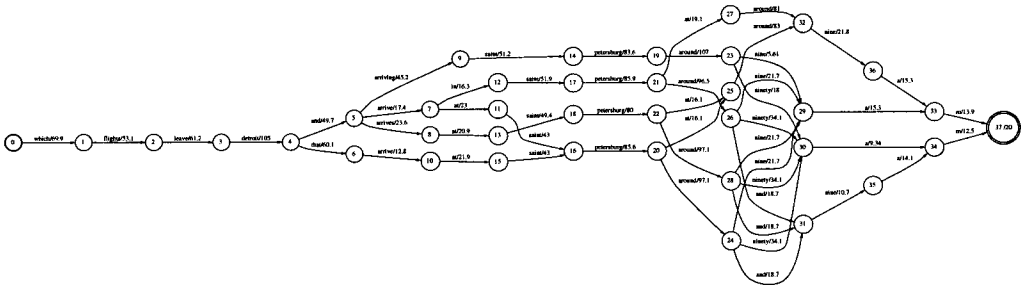 0
which/69.9
1
flights/53.1
2
leave/61.2
3
detroit/105
4
and/49.7
that/60.1
5
6
arriving/45.2
arrive/17.4
arrives/23.6
arrive/12.8
9
7
8
10
saint/51.2
in/16.3
at/23
at/20.9
at/21.9
14
12
11
13
15
petersburg/83.6
saint/51.9
saint/49.4
saint/43
saint/43
19
17
18
16
around/107
petersburg/85.9
petersburg/80
petersburg/85.6
21
22
20
at/19.1
around/96.5
at/16.1
at/16.1
around/97.1
around/97.1
27
23
25
26
28
24
around/81
around/83
nine/5.61
nine/21.7
ninety/18
ninety/34.1
nine/21.7
nine/21.7
ninety/34.1
and/18.7
and/18.7
ninety/34.1
and/18.7
32
29
30
31
nine/21.8
a/15.3
a/9.34
nine/10.7
36
35
a/15.3
a/14.1
33
34
m/13.9
m/12.5
37/20